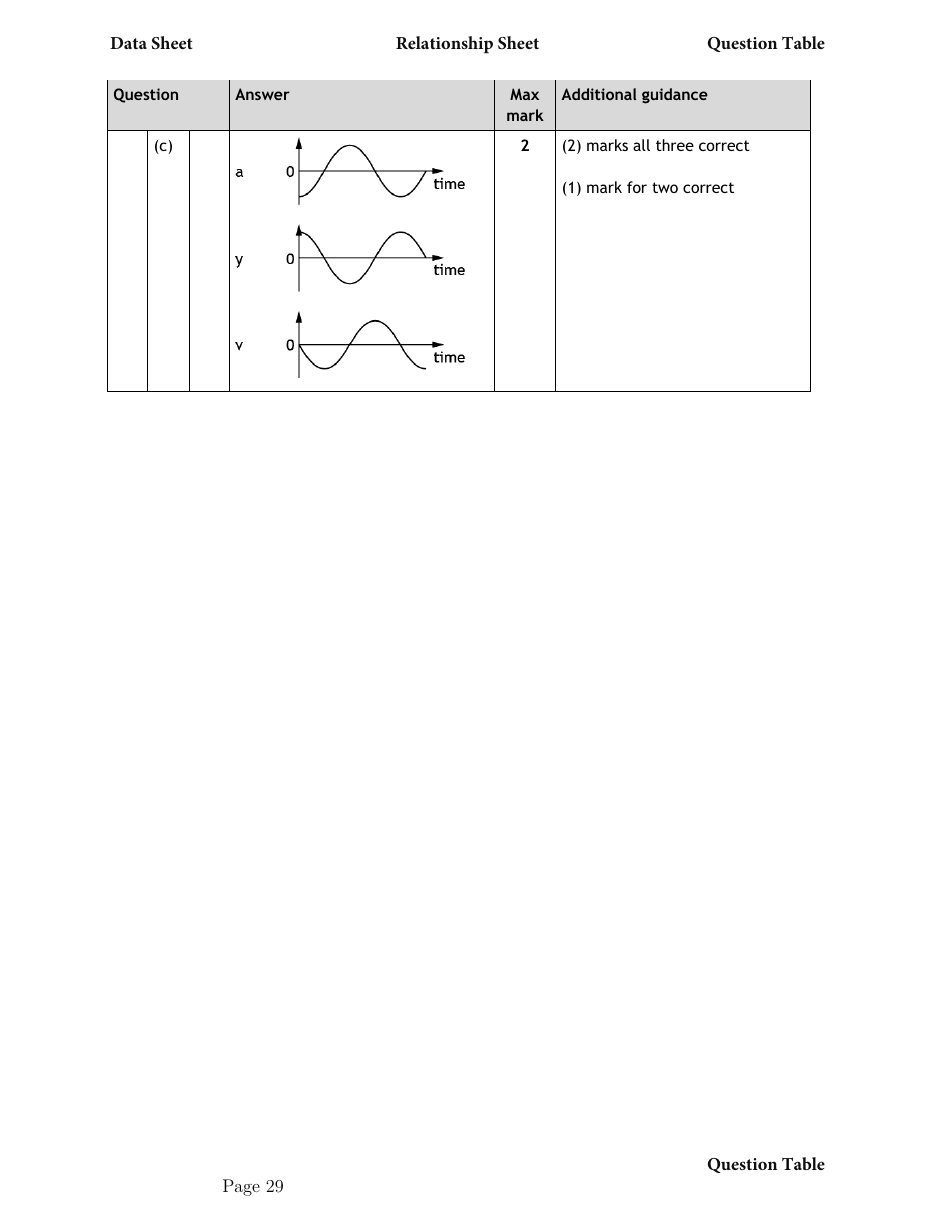 Data Sheet Relationship Sheet Question Table
Question Answer Max mark Additional guidance
(c) 2 (2) marks all three correct
a 0 time
(1) mark for two correct
y 0 time
v 0 time
Question Table
Page 29